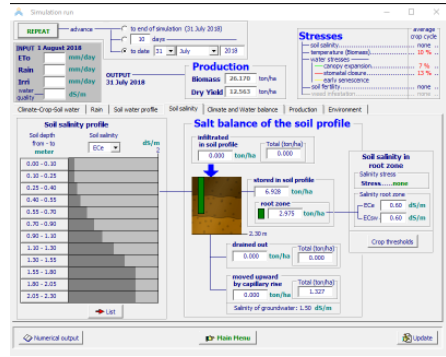 Simulation run
REPEAT
advance
to end of simulation (31 July 2018)
10 days
to date 31 July 2018
INPUT 1 August 2018
ETo mm/day
Rain mm/day
Irri mm/day
water quality dS/m
OUTPUT
31 July 2018
Production
Biomass 26.170 ton/ha
Dry Yield 12.563 ton/ha
Stresses
average crop cycle
soil salinity none
temperature (Biomass) 10 %
water stresses
canopy expansion 7 %
stomatal closure 13 %
early senescence
soil fertility none
weed infestation
Climate-Crop-Soil water
Rain
Soil water profile
Soil salinity
Climate and Water balance
Production
Environment
Soil salinity profile
Soil depth from - to meter
Soil salinity
ECe dS/m
2
0.00 - 0.10
0.10 - 0.25
0.25 - 0.40
0.40 - 0.55
0.55 - 0.70
0.70 - 0.90
0.90 - 1.10
1.10 - 1.30
1.30 - 1.55
1.55 - 1.80
1.80 - 2.05
2.05 - 2.30
List
Salt balance of the soil profile
infiltrated in soil profile
0.000 ton/ha
Total (ton/ha)
0.000
stored in soil profile
6.928 ton/ha
root zone
2.975 ton/ha
2.30 m
drained out
0.000 ton/ha
Total (ton/ha)
0.000
moved upward by capillary rise
0.000 ton/ha
Total (ton/ha)
1.327
Salinity of groundwater: 1.50 dS/m
Soil salinity in root zone
Salinity stress
Stress.....none
Salinity root zone
ECe 0.60 dS/m
ECsw 0.60 dS/m
Crop thresholds
Numerical output
Main Menu
Update